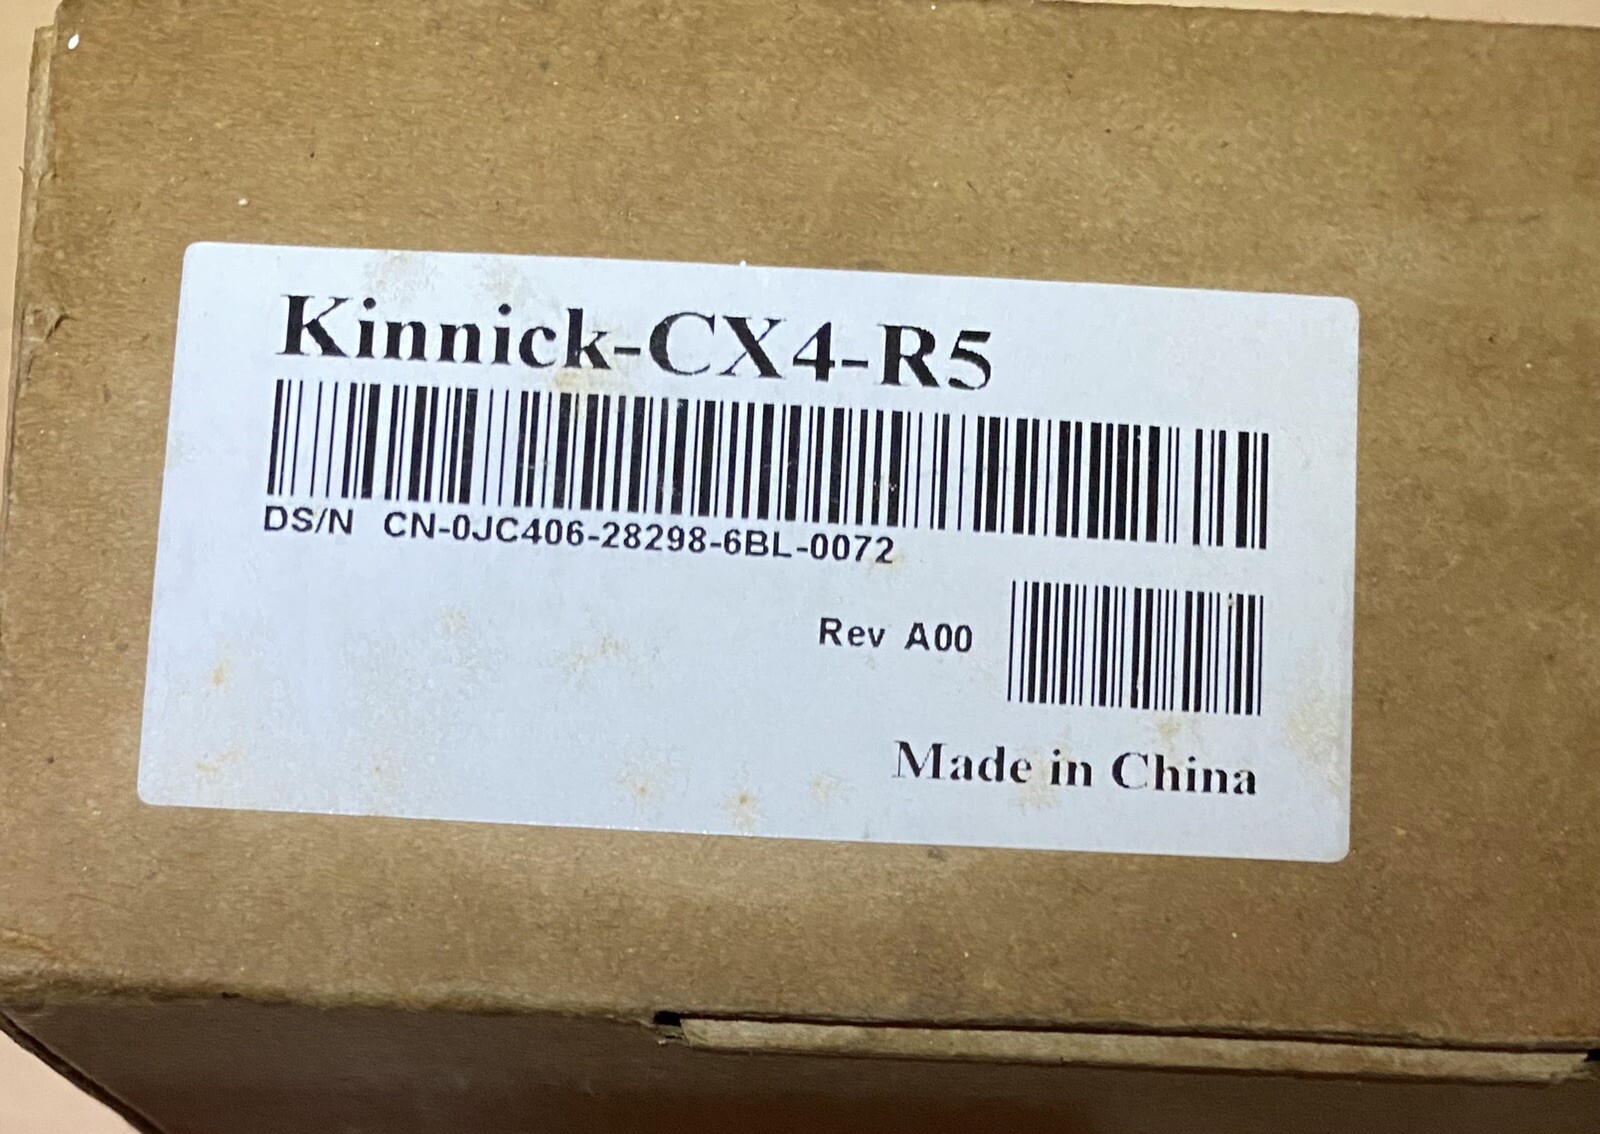 Kinnick-CX4-R5
DS/N CN-0JC406-28298-6BL-0072
Rev A00
Made in China